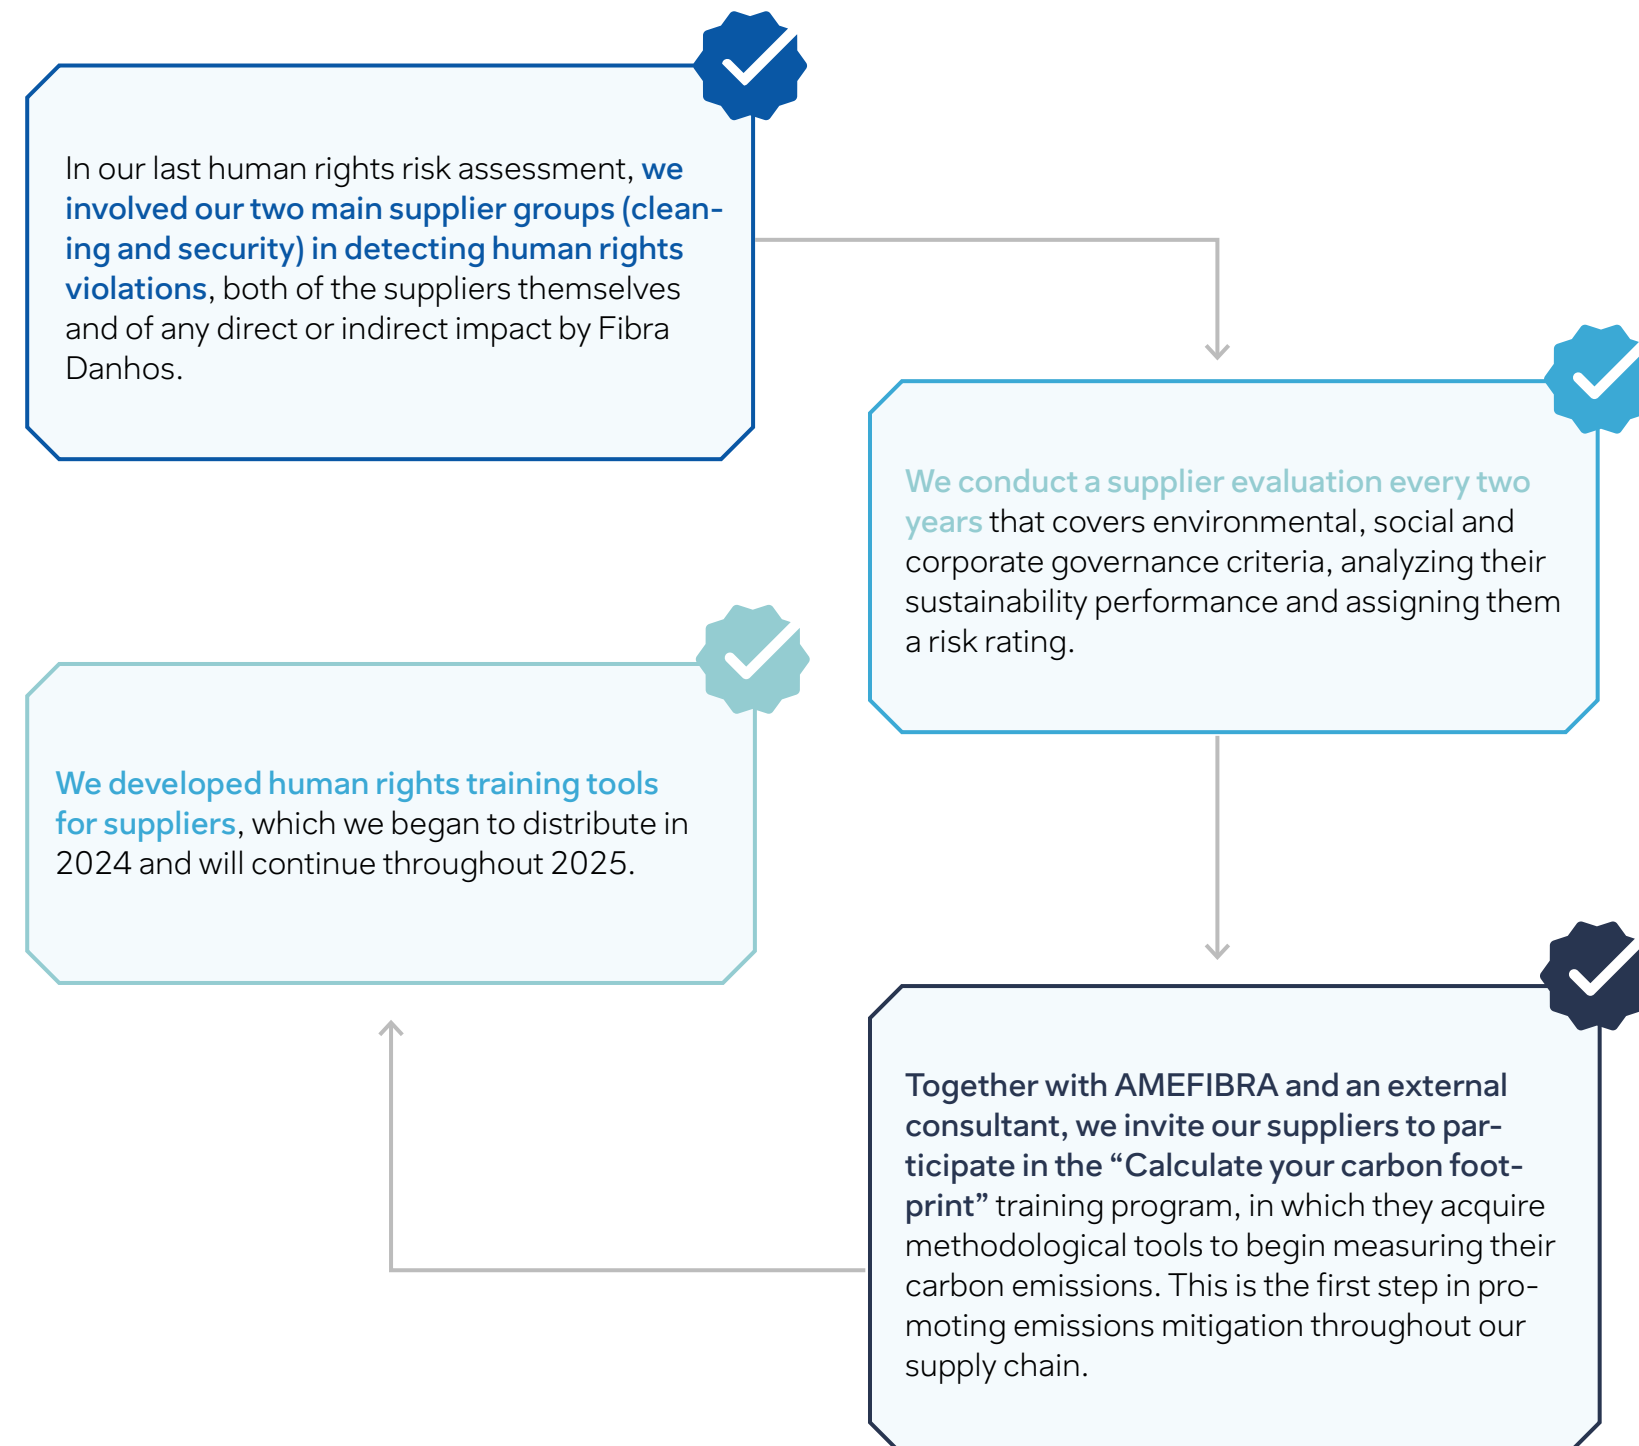 In our last human rights risk assessment, we
involved our two main supplier groups (clean-
ing and security) in detecting human rights
violations, both of the suppliers themselves
and of any direct or indirect impact by Fibra
Danhos.
We conduct a supplier evaluation every two
years that covers environmental, social and
corporate governance criteria, analyzing their
sustainability performance and assigning them
a risk rating.
Together with AMEFIBRA and an external
consultant, we invite our suppliers to par-
ticipate in the “Calculate your carbon foot-
print” training program, in which they acquire
methodological tools to begin measuring their
carbon emissions. This is the first step in pro-
moting emissions mitigation throughout our
supply chain.
We developed human rights training tools
for suppliers, which we began to distribute in
2024 and will continue throughout 2025.